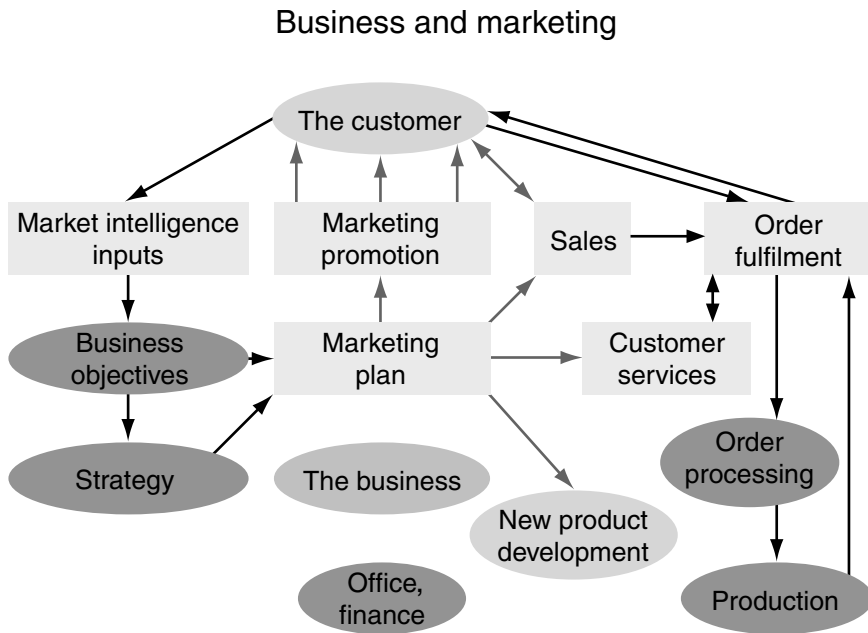 Business and marketing
The customer
Market intelligence
inputs
Marketing
promotion
Sales
Order
fulfilment
Business
objectives
Marketing
plan
Customer
services
Strategy
The business
Order
processing
New product
development
Office,
finance
Production